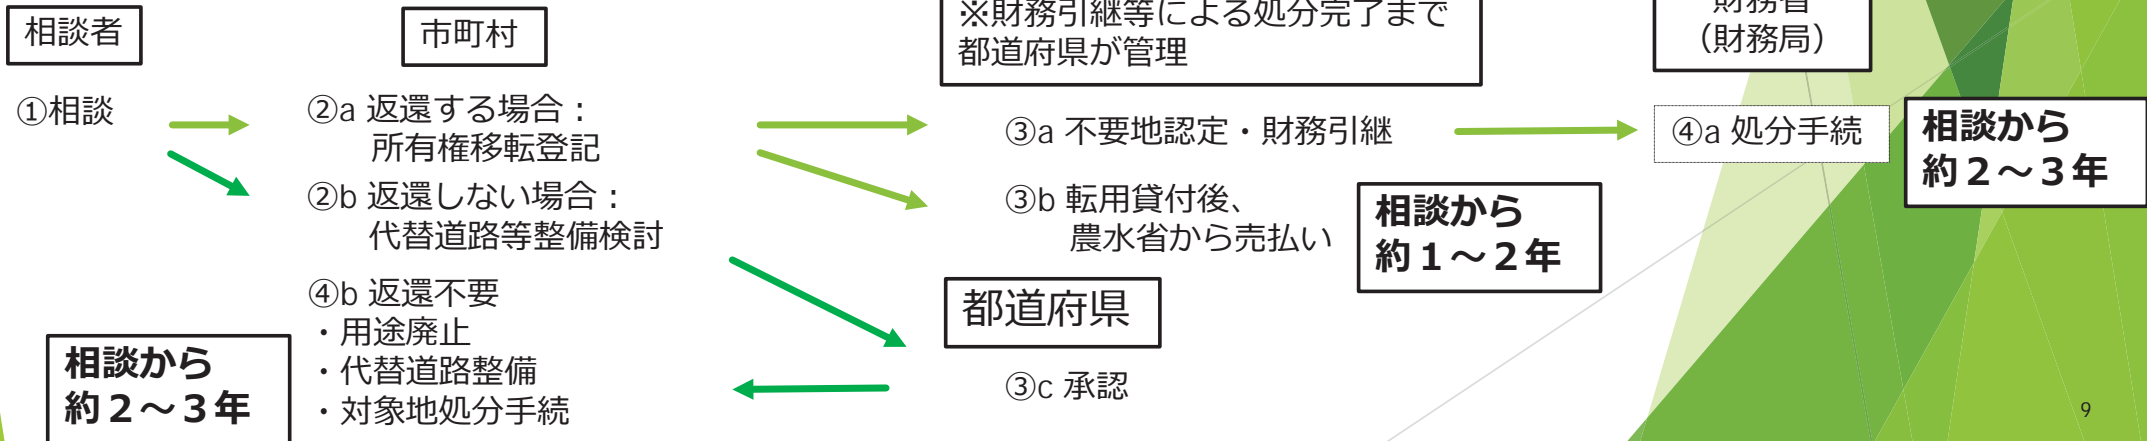 相談者
市町村
※財務引継等による処分完了まで
都道府県が管理
財務省
（財務局）
①相談
②a 返還する場合：
所有権移転登記
③a 不要地認定・財務引継
④a 処分手続
相談から
約２～３年
②b 返還しない場合：
代替道路等整備検討
③b 転用貸付後、
農水省から売払い
相談から
約１～２年
都道府県
③c 承認
④b 返還不要
・用途廃止
・代替道路整備
・対象地処分手続
相談から
約２～３年
9